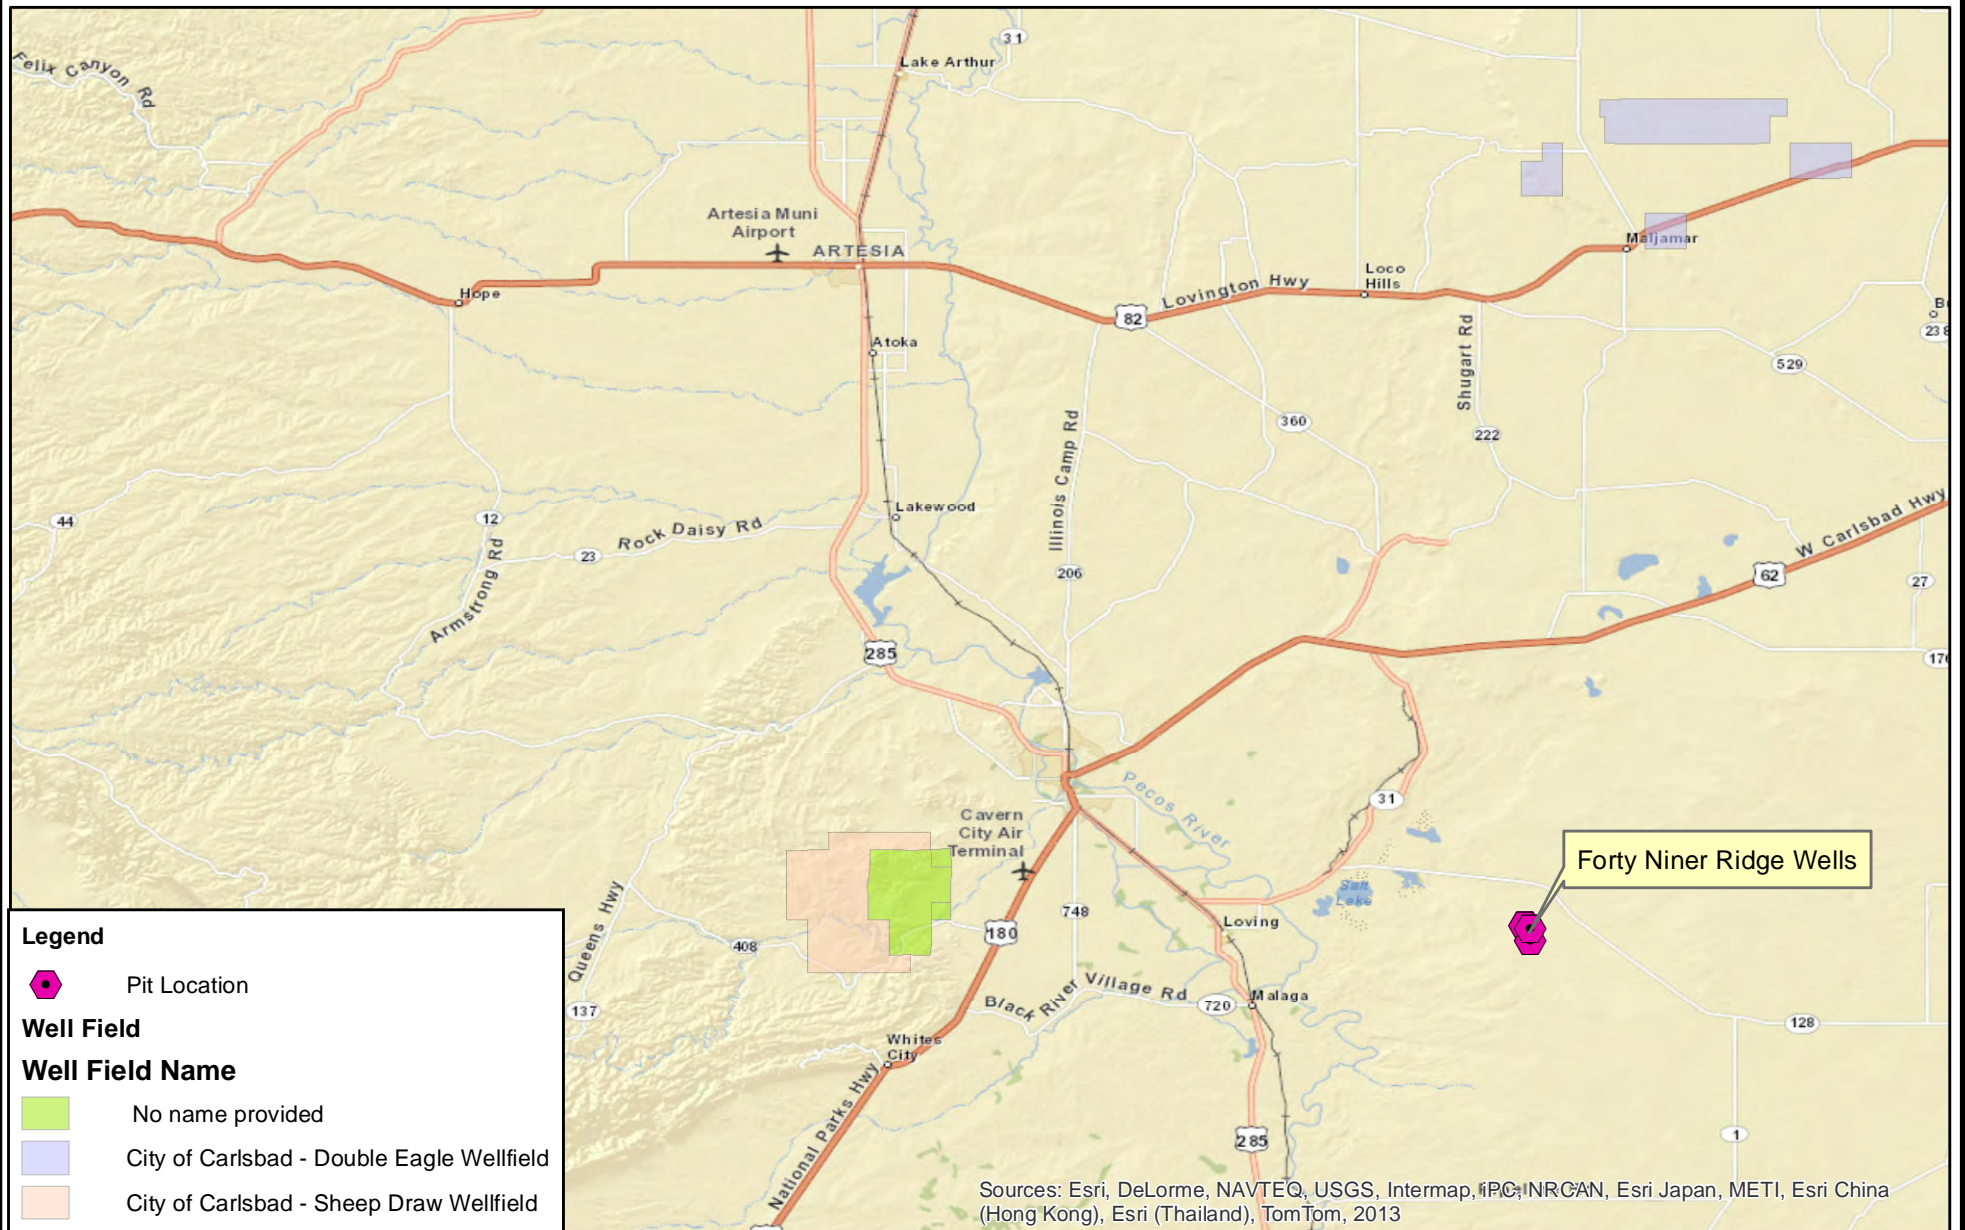 Felix Canyon Rd
31
Lake Arthur
Artesia Muni
Airport
ARTESIA
Hope
Atoka
82
Lovington Hwy
Loco
Hills
Maljamar
Shugart Rd
529
222
360
Illinois Camp Rd
206
Lakewood
Rock Daisy Rd
23
12
44
Armstrong Rd
285
W Carlsbad Hwy
62
27
Pecos River
31
Cavern
City Air
Terminal
748
180
Salt
Lake
Loving
Forty Niner Ridge Wells
Queens Hwy
408
137
Black River Village Rd
720
Malaga
128
Whites
City
National Parks Hwy
285
1
Legend
Pit Location
Well Field
Well Field Name
No name provided
City of Carlsbad - Double Eagle Wellfield
City of Carlsbad - Sheep Draw Wellfield
Sources: Esri, DeLorme, NAVTEQ, USGS, Intermap, iPC, NRCAN, Esri Japan, METI, Esri China
(Hong Kong), Esri (Thailand), TomTom, 2013